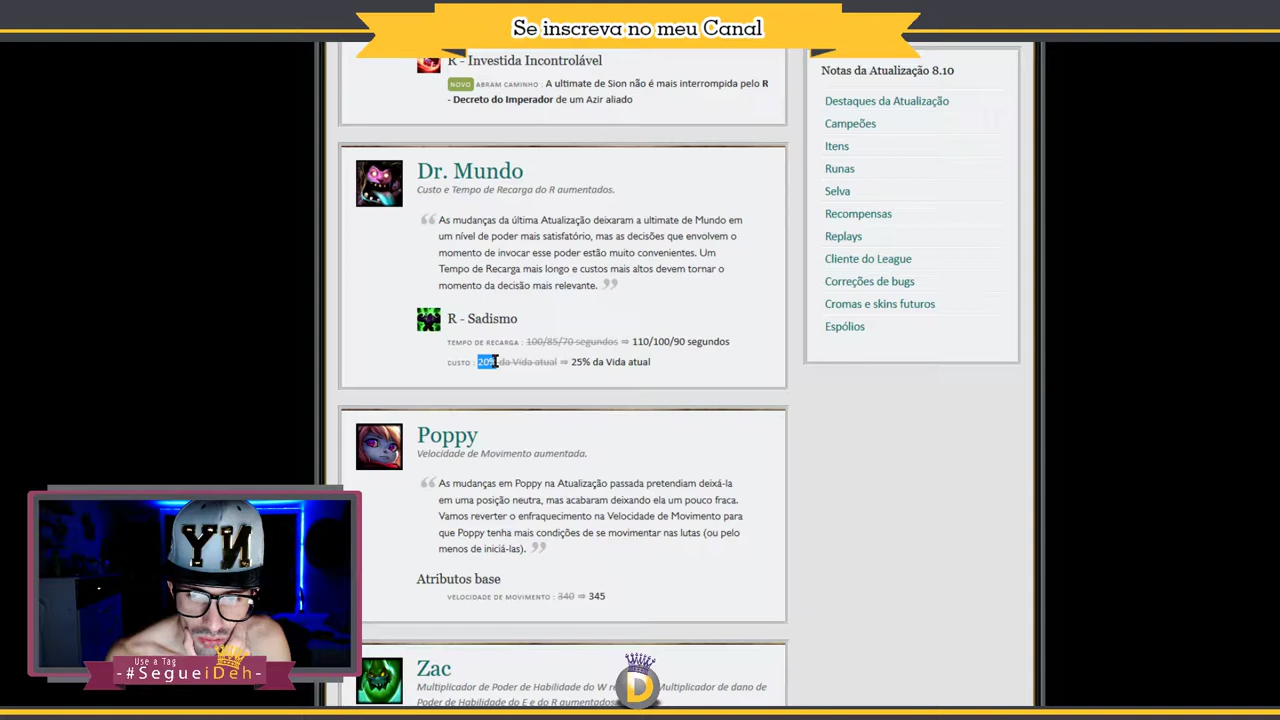 Se inscreva no meu Canal
R - Investida Incontrolável
NOVO ABRAM CAMINHO : A ultimate de Sion não é mais interrompida pelo R
- Decreto do Imperador de um Azir aliado
Dr. Mundo
Custo e Tempo de Recarga do R aumentados.
“ As mudanças da última Atualização deixaram a ultimate de Mundo em
um nível de poder mais satisfatório, mas as decisões que envolvem o
momento de invocar esse poder estão muito convenientes. Um
Tempo de Recarga mais longo e custos mais altos devem tornar o
momento da decisão mais relevante. ”
R - Sadismo
TEMPO DE RECARGA : 100/85/70 segundos ⇒ 110/100/90 segundos
CUSTO : 20% da Vida atual ⇒ 25% da Vida atual
Poppy
Velocidade de Movimento aumentada.
“ As mudanças em Poppy na Atualização passada pretendiam deixá-la
em uma posição neutra, mas acabaram deixando ela um pouco fraca.
Vamos reverter o enfraquecimento na Velocidade de Movimento para
que Poppy tenha mais condições de se movimentar nas lutas (ou pelo
menos de iniciá-las). ”
Atributos base
VELOCIDADE DE MOVIMENTO : 340 ⇒ 345
Zac
Multiplicador de Poder de Habilidade do W Multiplicador de dano de
Poder de Habilidade do E e do R aumentados
Notas da Atualização 8.10
Destaques da Atualização
Campeões
Itens
Runas
Selva
Recompensas
Replays
Cliente do League
Correções de bugs
Cromas e skins futuros
Espólios
YN
Use a Tag
-#SegueiDeh-
D